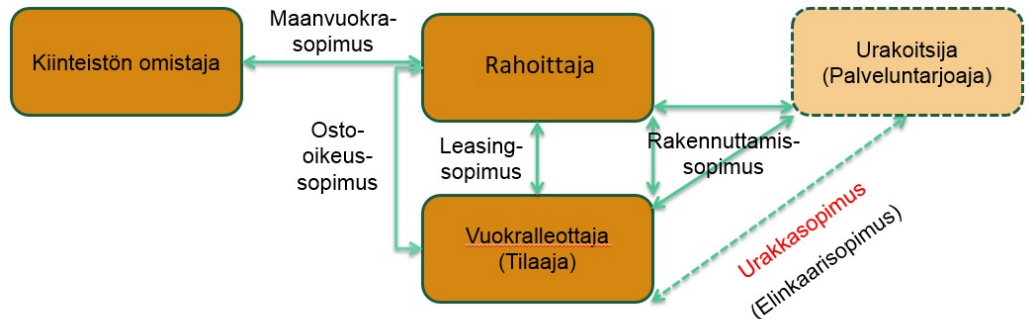 Maanvuokra-
sopimus
Kiinteistön omistaja
Rahoittaja
Urakoitsija
(Palveluntarjoaja)
Osto-
oikeus-
sopimus
Leasing-
sopimus
Rakennuttamis-
sopimus
Vuokralleottaja
(Tilaaja)
Urakkasopimus
(Elinkaarisopimus)